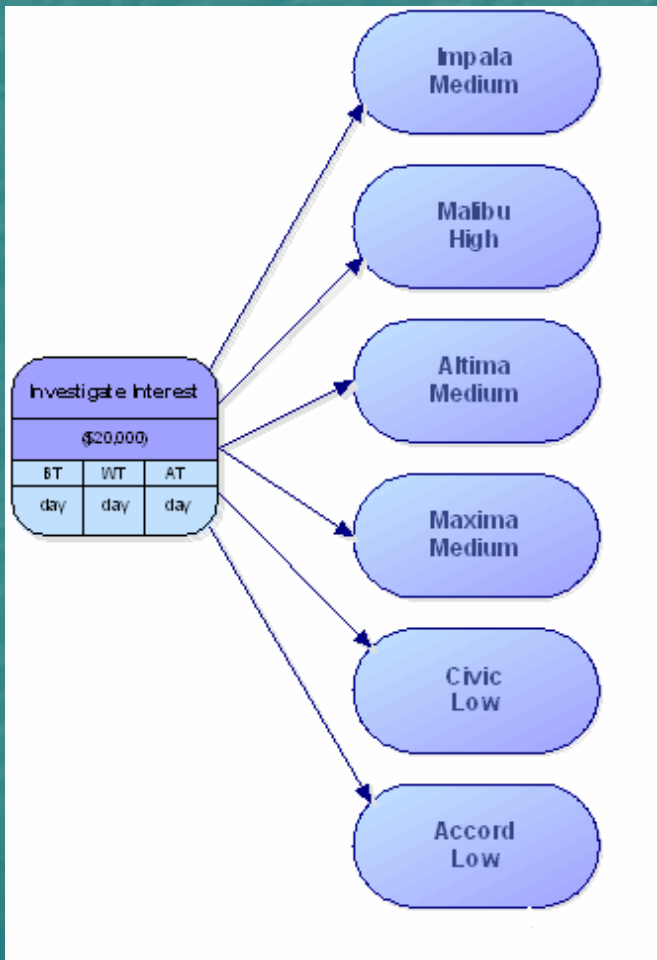 Impala
Medium
Malibu
High
Altima
Medium
Investigate Interest
($20,000)
BT WT AT
day day day
Maxima
Medium
Civic
Low
Accord
Low